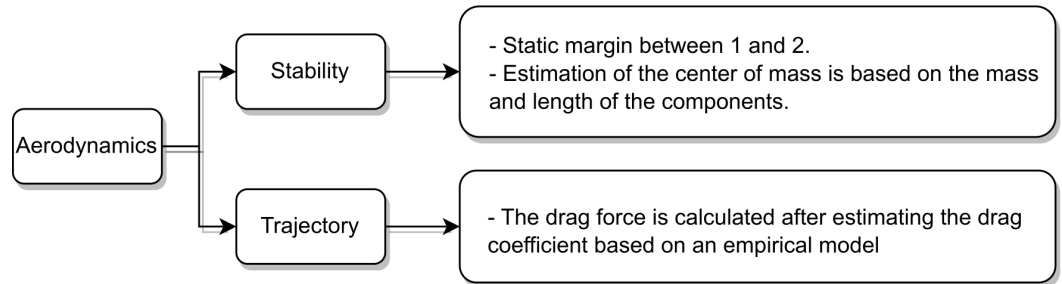 Aerodynamics
Stability
- Static margin between 1 and 2.
- Estimation of the center of mass is based on the mass
and length of the components.
Trajectory
- The drag force is calculated after estimating the drag
coefficient based on an empirical model